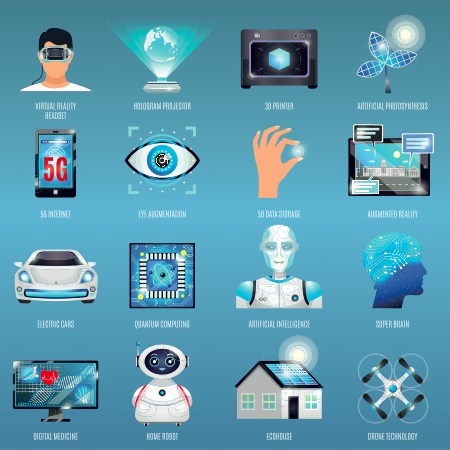 VIRTUAL REALITY
HEADSET
HOLOGRAM PROJECTOR
3D PRINTER
ARTIFICIAL PHOTOSYNTHESIS
5G
5G INTERNET
EYE AUGMENTATION
5D DATA STORAGE
AUGMENTED REALITY
ELECTRIC CARS
QUANTUM COMPUTING
ARTIFICIAL INTELLIGENCE
SUPER BRAIN
DIGITAL MEDICINE
HOME ROBOT
ECOHOUSE
DRONE TECHNOLOGY